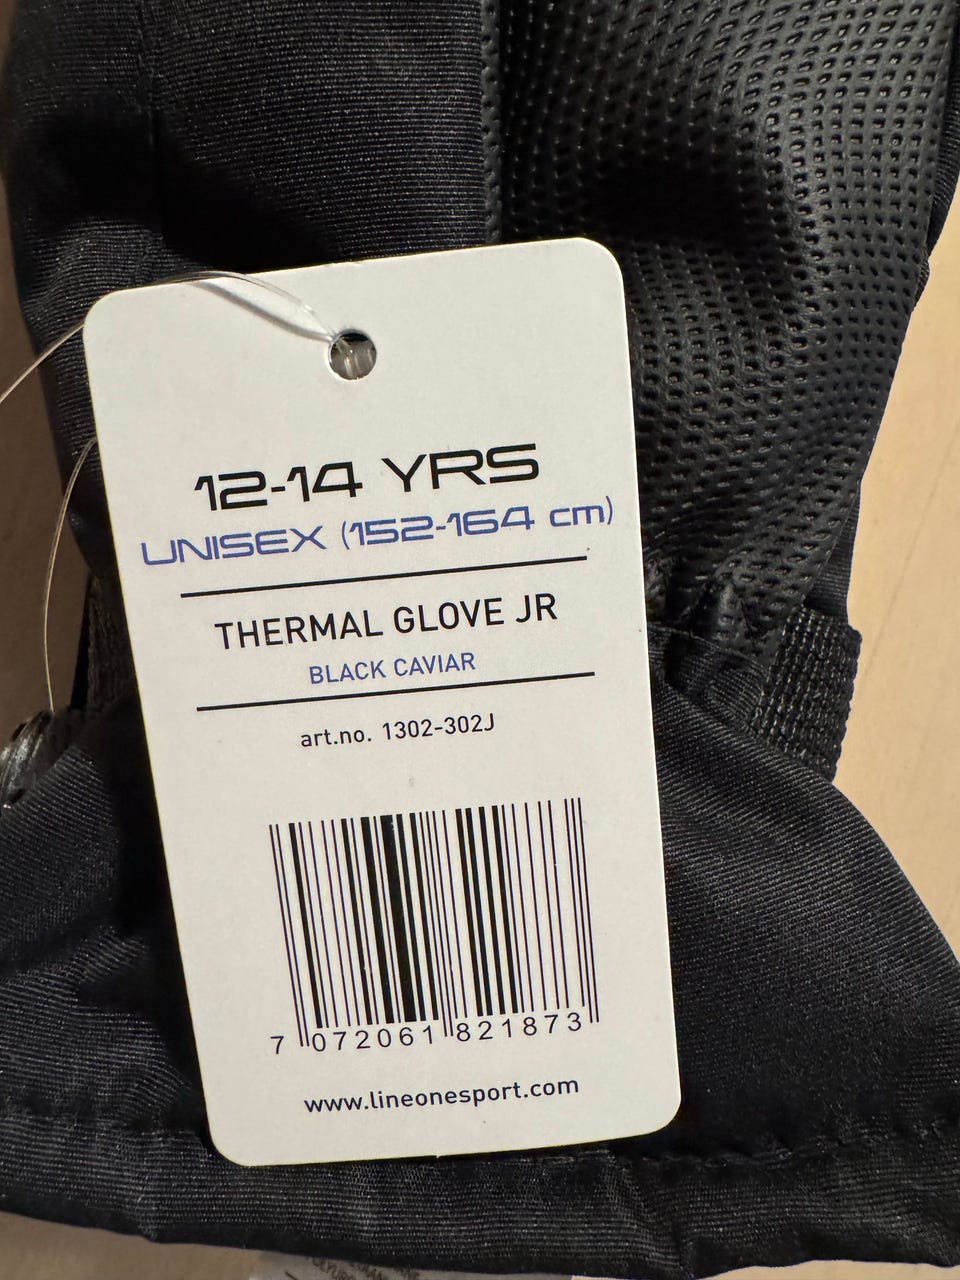 12-14 YRS
UNISEX (152-164 cm)
THERMAL GLOVE JR
BLACK CAVIAR
art.no. 1302-302J
7 072061 821873
www.lineonesport.com